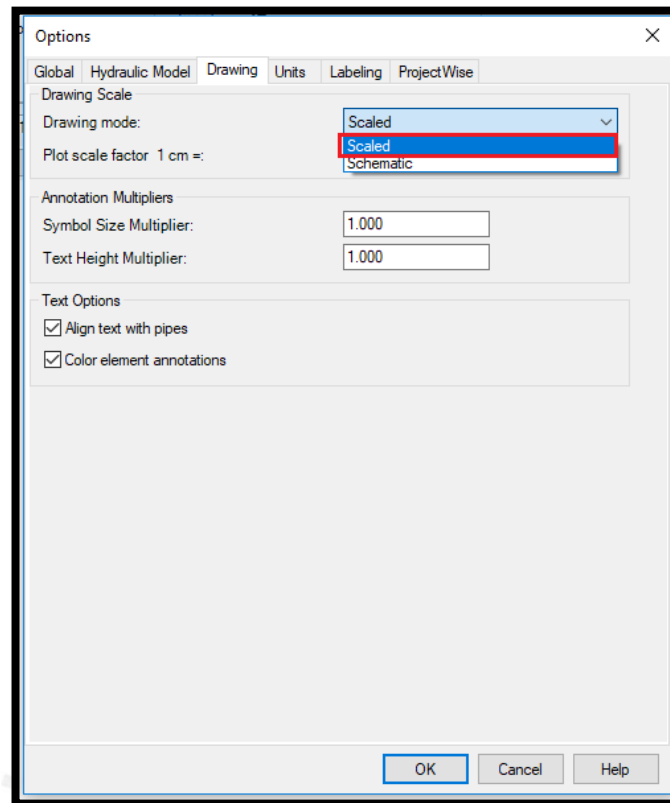 Options
Global Hydraulic Model Drawing Units Labeling ProjectWise
Drawing Scale
Drawing mode: Scaled
Scaled
Plot scale factor 1 cm =:
Schematic
Annotation Multipliers
Symbol Size Multiplier: 1.000
Text Height Multiplier: 1.000
Text Options
Align text with pipes
Color element annotations
OK Cancel Help